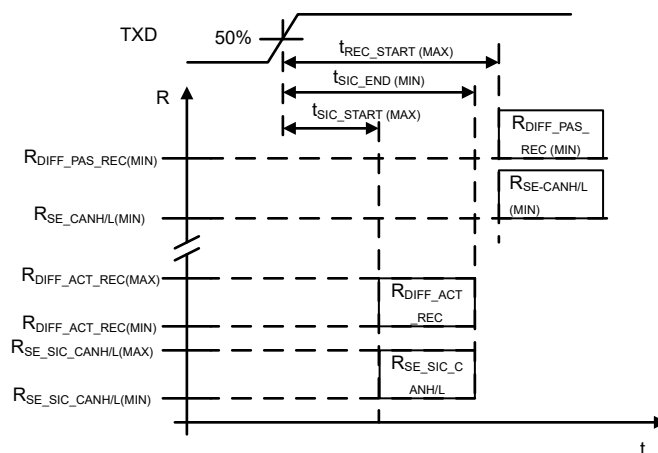 TXD
50%
tREC_START (MAX)
tSIC_END (MIN)
tSIC_START (MAX)
R
RDIFF_PAS_
REC (MIN)
RDIFF_PAS_REC(MIN)
RSE-CANH/L
(MIN)
RSE_CANH/L(MIN)
RDIFF_ACT_REC(MAX)
RDIFF_ACT
_REC
RDIFF_ACT_REC(MIN)
RSE_SIC_CANH/L(MAX)
RSE_SIC_C
ANH/L
RSE_SIC_CANH/L(MIN)
t